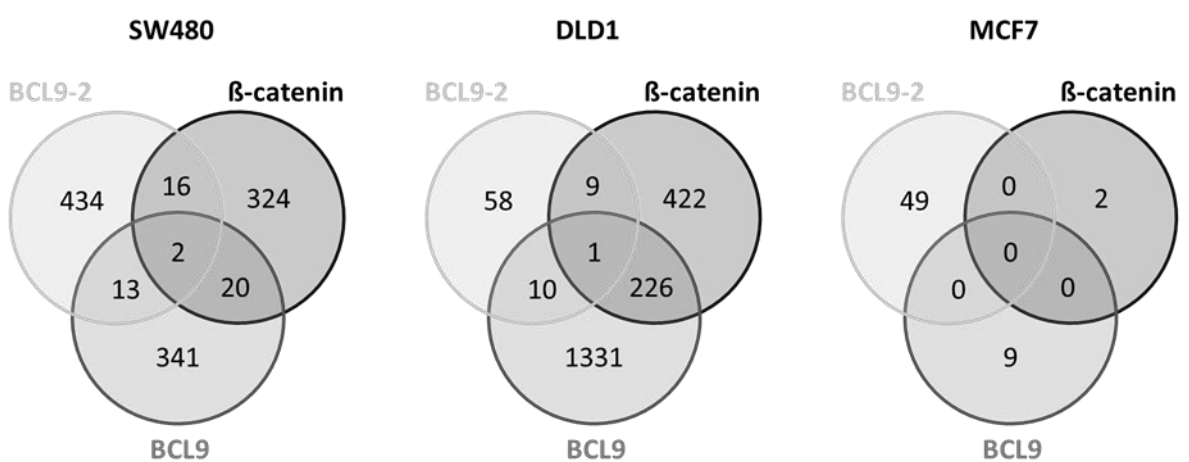 SW480
DLD1
MCF7
BCL9-2
ß-catenin
BCL9-2
ß-catenin
BCL9-2
ß-catenin
434
16
324
2
13
20
341
BCL9
58
9
422
1
10
226
1331
BCL9
49
0
2
0
0
0
9
BCL9